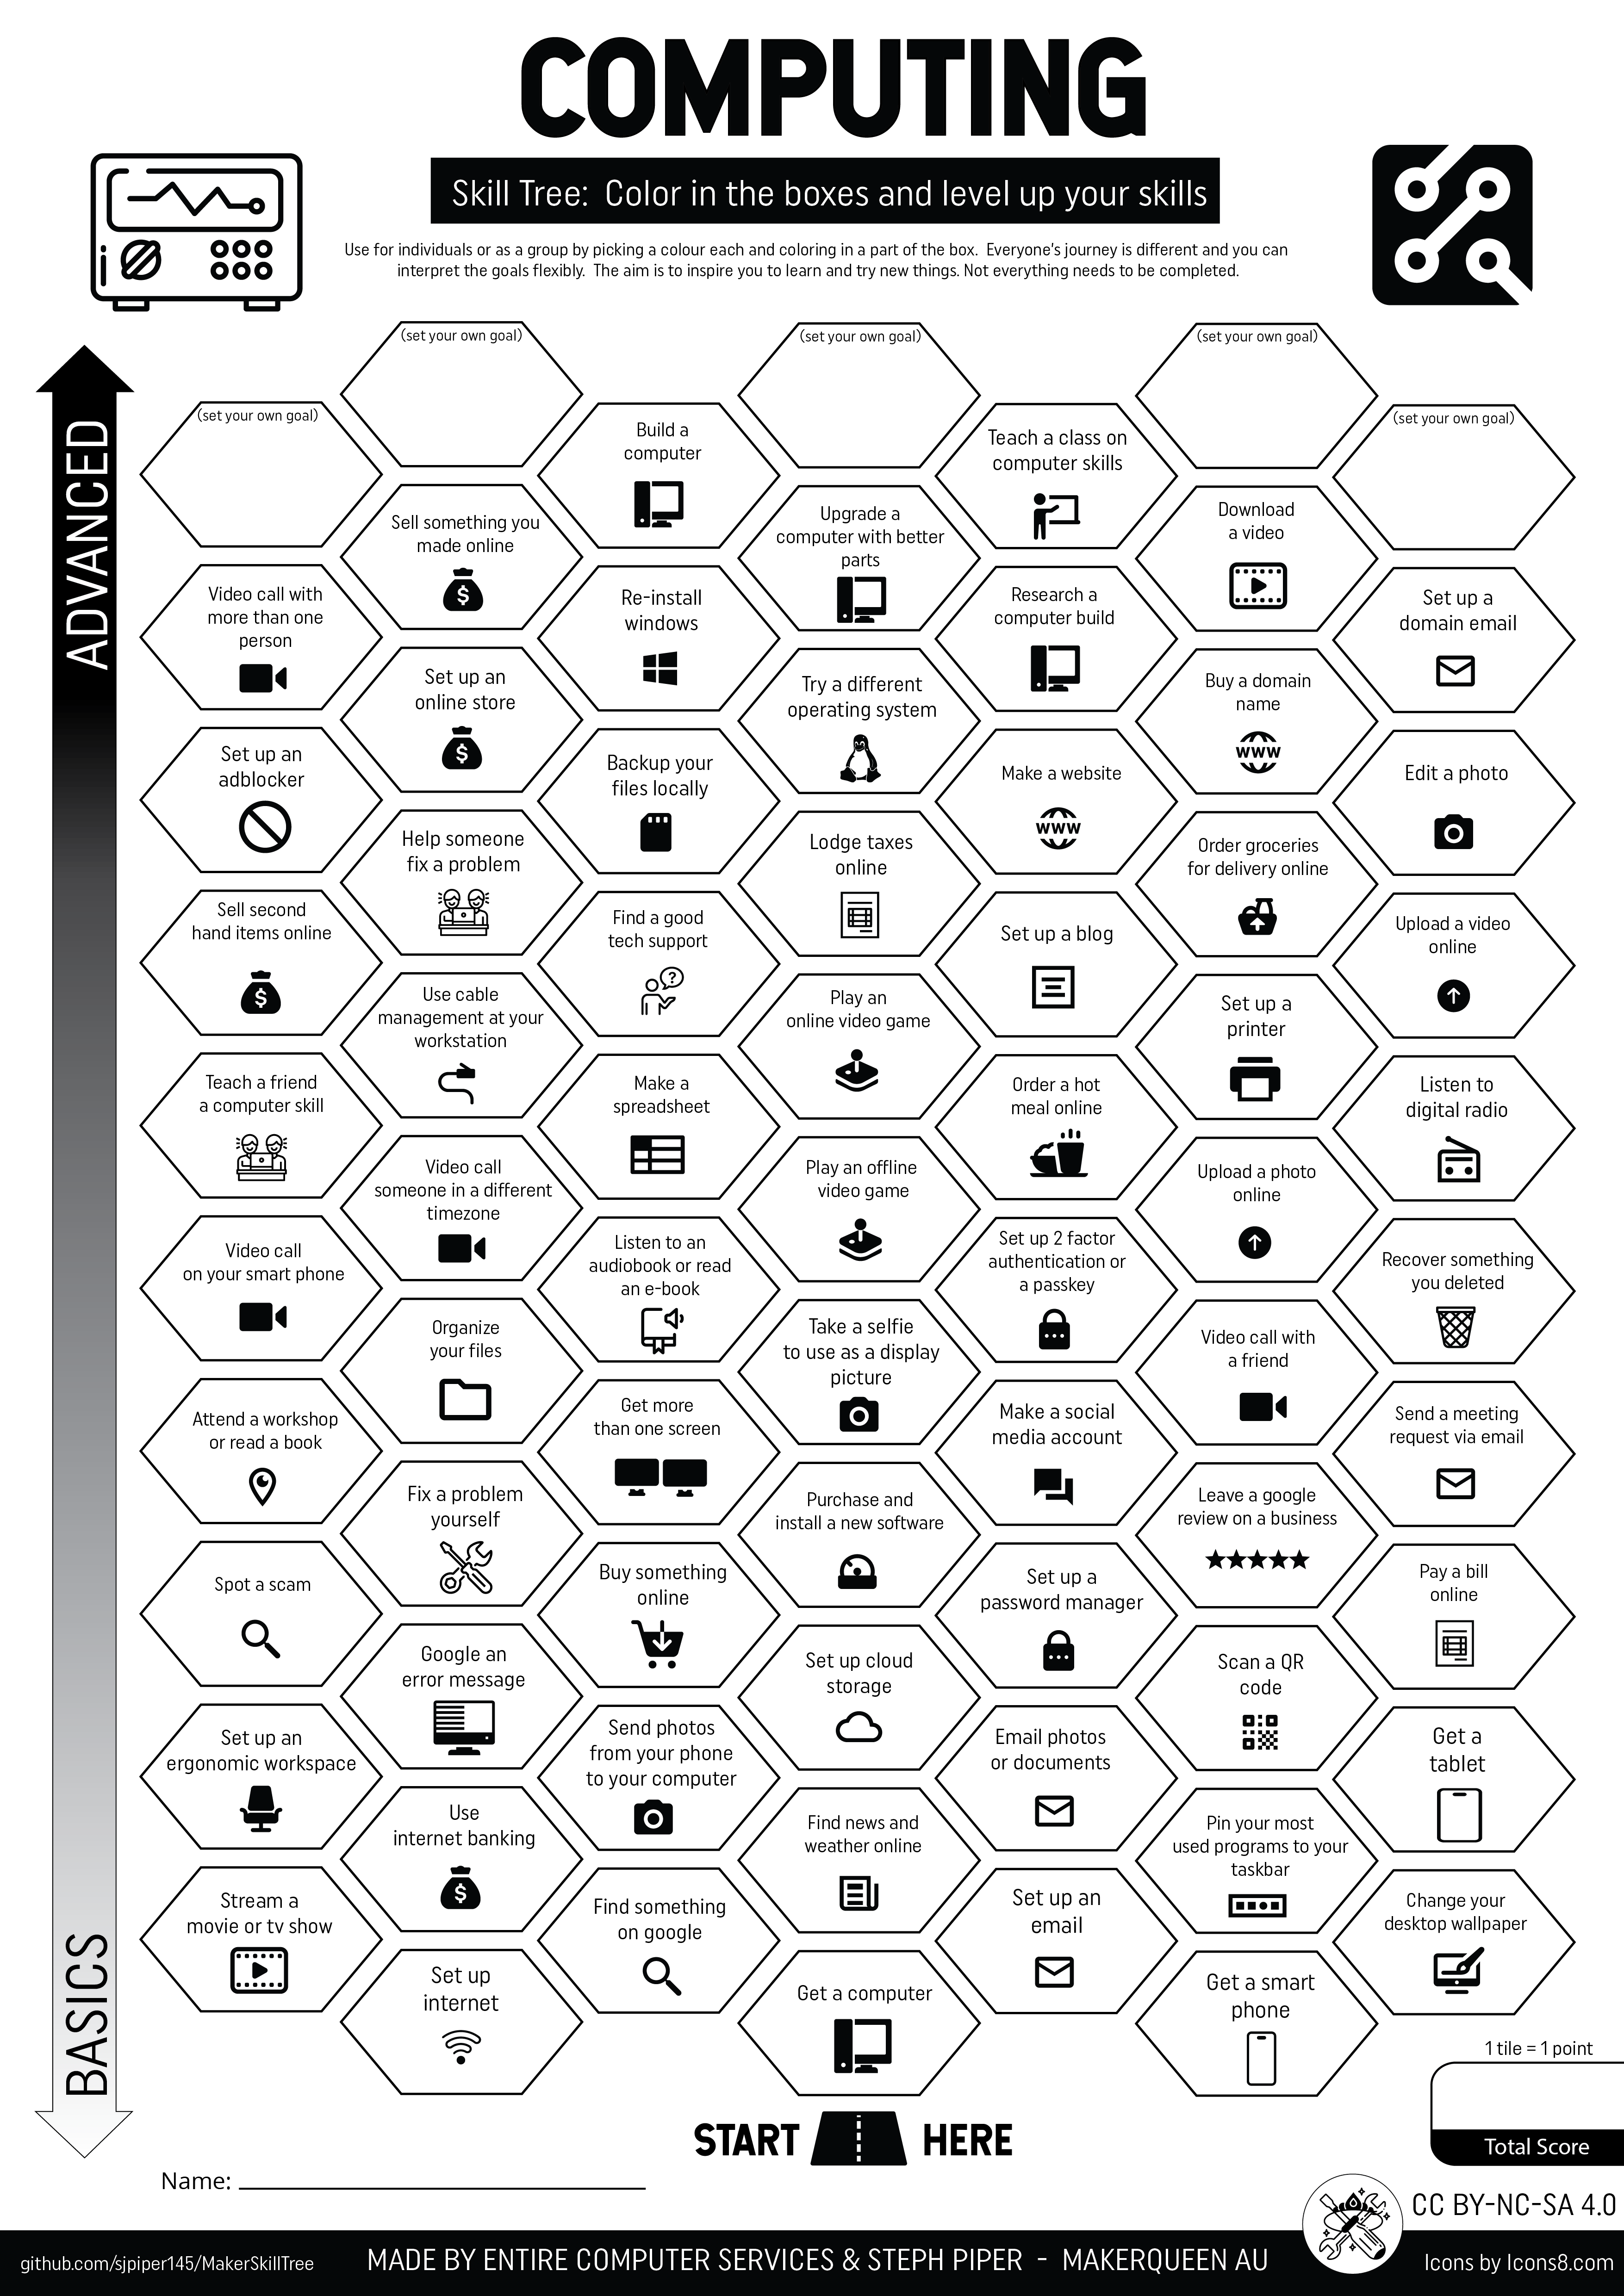 COMPUTING
Skill Tree: Color in the boxes and level up your skills
Use for individuals or as a group by picking a colour each and coloring in a part of the box. Everyone's journey is different and you can
interpret the goals flexibly. The aim is to inspire you to learn and try new things. Not everything needs to be completed.
ADVANCED
BASICS
(set your own goal)
(set your own goal)
(set your own goal)
(set your own goal)
(set your own goal)
Build a
computer
Teach a class on
computer skills
Sell something you
made online
Upgrade a
computer with better
parts
Download
a video
Video call with
more than one
person
Re-install
windows
Research a
computer build
Set up a
domain email
Set up an
online store
Try a different
operating system
Buy a domain
name
www
Set up an
adblocker
Backup your
files locally
Make a website
www
Edit a photo
Help someone
fix a problem
Lodge taxes
online
Order groceries
for delivery online
Sell second
hand items online
Find a good
tech support
Set up a blog
Upload a video
online
Use cable
management at your
workstation
Play an
online video game
Set up a
printer
Teach a friend
a computer skill
Make a
spreadsheet
Order a hot
meal online
Listen to
digital radio
Video call
someone in a different
timezone
Play an offline
video game
Upload a photo
online
Video call
on your smart phone
Listen to an
audiobook or read
an e-book
Set up 2 factor
authentication or
a passkey
Recover something
you deleted
Organize
your files
Take a selfie
to use as a display
picture
Video call with
a friend
Attend a workshop
or read a book
Get more
than one screen
Make a social
media account
Send a meeting
request via email
Fix a problem
yourself
Purchase and
install a new software
Leave a google
review on a business
Spot a scam
Buy something
online
Set up a
password manager
Pay a bill
online
Google an
error message
Set up cloud
storage
Scan a QR
code
Set up an
ergonomic workspace
Send photos
from your phone
to your computer
Email photos
or documents
Get a
tablet
Use
internet banking
Find news and
weather online
Pin your most
used programs to your
taskbar
Stream a
movie or tv show
Find something
on google
Set up an
email
Change your
desktop wallpaper
Set up
internet
Get a computer
Get a smart
phone
1 tile = 1 point
Total Score
START HERE
Name:
CC BY-NC-SA 4.0
github.com/sjpiper145/MakerSkillTree
MADE BY ENTIRE COMPUTER SERVICES & STEPH PIPER - MAKERQUEEN AU
Icons by Icons8.com